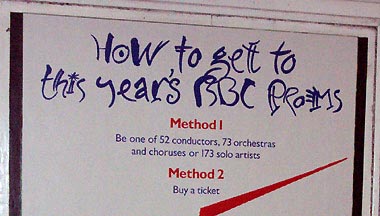 How to get to
this year's BBC Proms
Method 1
Be one of 52 conductors, 73 orchestras
and choruses or 173 solo artists
Method 2
Buy a ticket